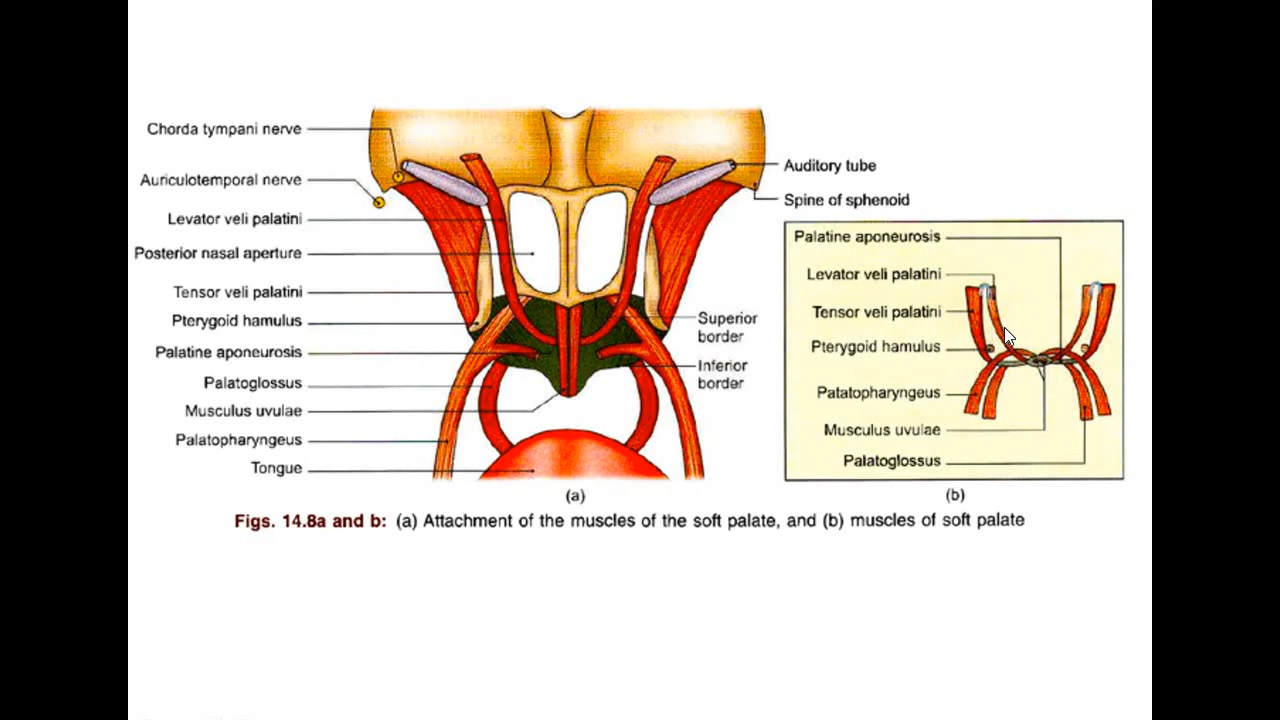 Chorda tympani nerve
Auriculotemporal nerve
Levator veli palatini
Posterior nasal aperture
Tensor veli palatini
Pterygoid hamulus
Palatine aponeurosis
Palatoglossus
Musculus uvulae
Palatopharyngeus
Tongue
Auditory tube
Spine of sphenoid
Superior
border
Inferior
border
(a)
Palatine aponeurosis
Levator veli palatini
Tensor veli palatini
Pterygoid hamulus
Patatopharyngeus
Musculus uvulae
Palatoglossus
(b)
Figs. 14.8a and b: (a) Attachment of the muscles of the soft palate, and (b) muscles of soft palate